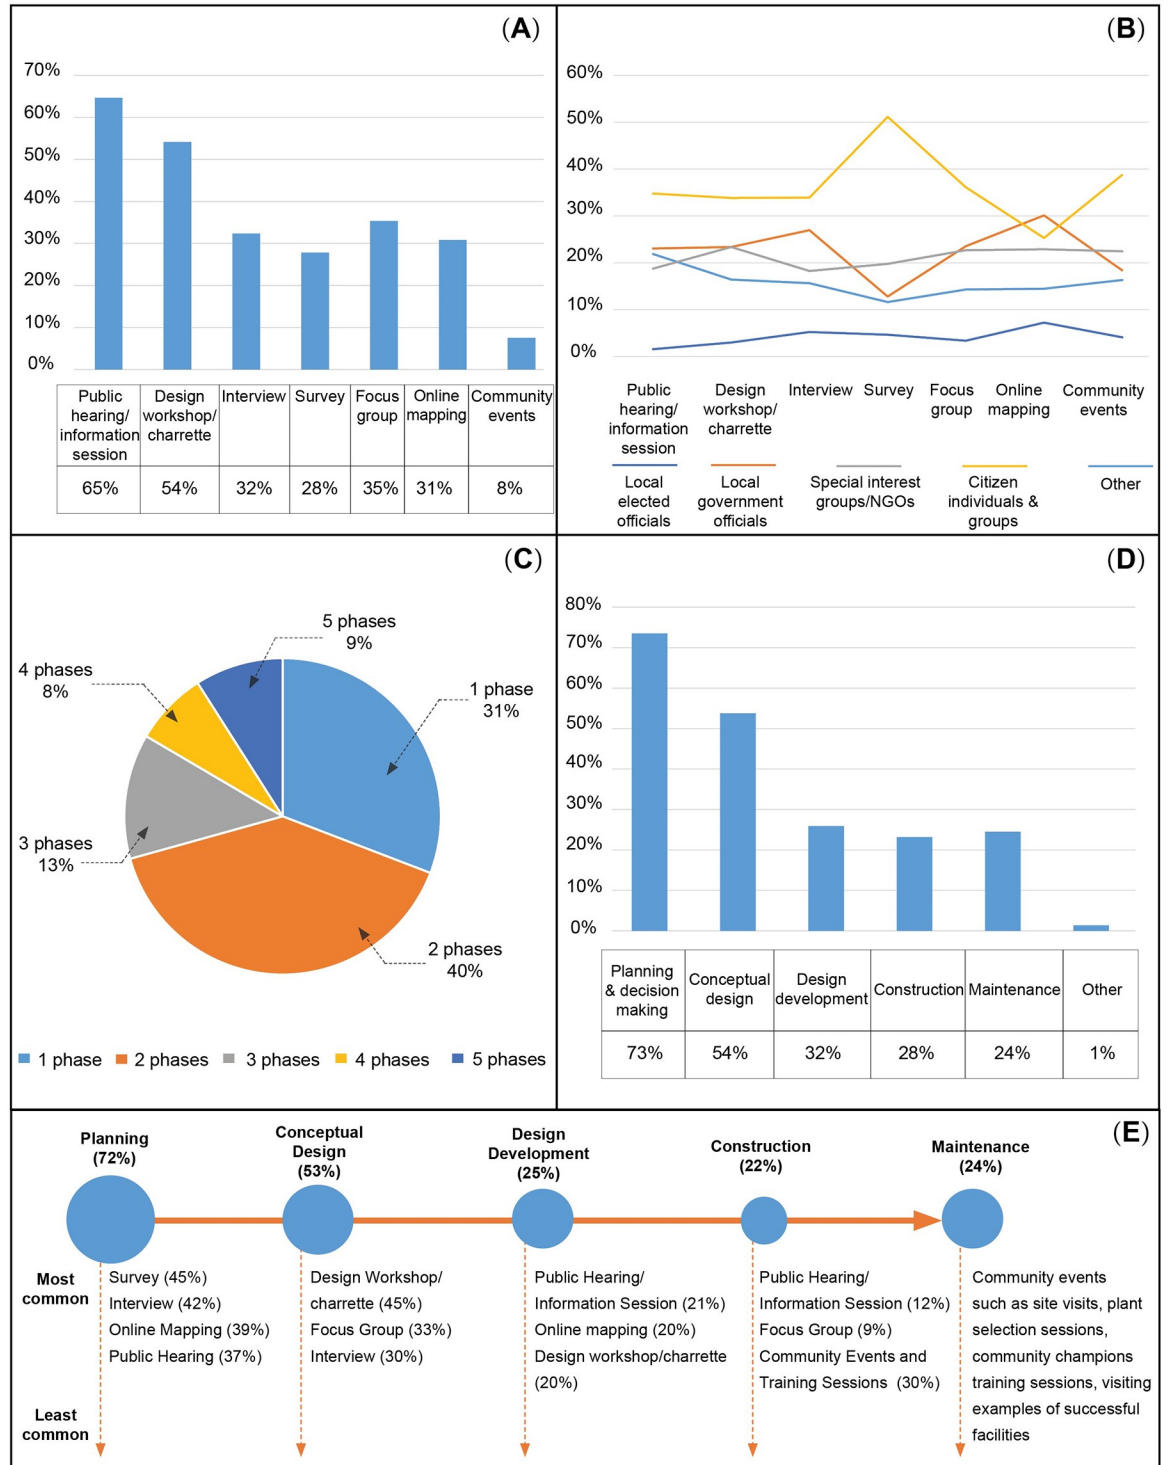 (A)
70%
60%
50%
40%
30%
20%
10%
0%
Public
hearing/
information
session
Design
workshop/
charrette
Interview
Survey
Focus
group
Online
mapping
Community
events
65%
54%
32%
28%
35%
31%
8%
(B)
60%
50%
40%
30%
20%
10%
0%
Public
hearing/
information
session
Design
workshop/
charrette
Interview
Survey
Focus
group
Online
mapping
Community
events
Local
elected
officials
Local
government
officials
Special interest
groups/NGOs
Citizen
individuals &
groups
Other
(C)
5 phases
9%
4 phases
8%
1 phase
31%
3 phases
13%
2 phases
40%
1 phase
2 phases
3 phases
4 phases
5 phases
(D)
80%
70%
60%
50%
40%
30%
20%
10%
0%
Planning
& decision
making
Conceptual
design
Design
development
Construction
Maintenance
Other
73%
54%
32%
28%
24%
1%
(E)
Planning
(72%)
Conceptual
Design
(53%)
Design
Development
(25%)
Construction
(22%)
Maintenance
(24%)
Most
common
Least
common
Survey (45%)
Interview (42%)
Online Mapping (39%)
Public Hearing (37%)
Design Workshop/
charrette (45%)
Focus Group (33%)
Interview (30%)
Public Hearing/
Information Session (21%)
Online mapping (20%)
Design workshop/charrette
(20%)
Public Hearing/
Information Session (12%)
Focus Group (9%)
Community Events and
Training Sessions (30%)
Community events
such as site visits, plant
selection sessions,
community champions
training sessions, visiting
examples of successful
facilities